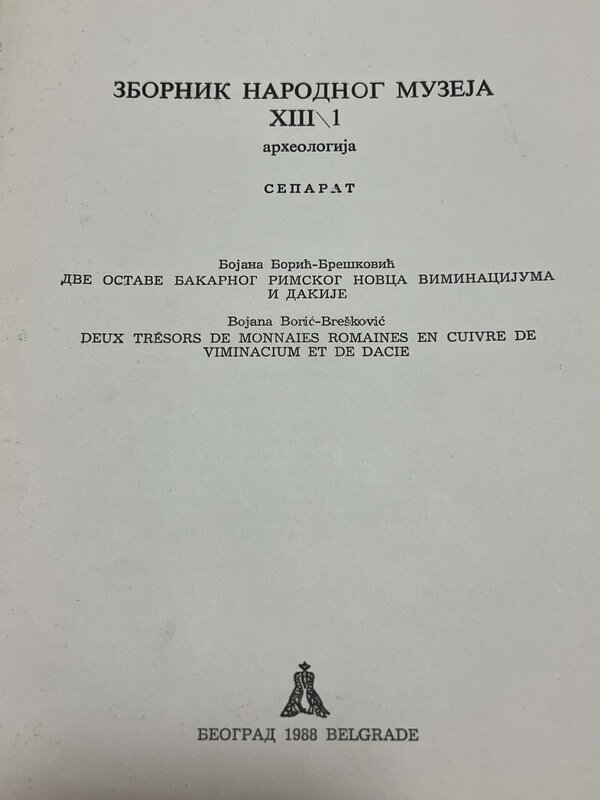 ЗБОРНИК НАРОДНОГ МУЗЕЈА
XIII\1
археологија
СЕПАРАТ
Бојана Борић-Брешковић
ДВЕ ОСТАВЕ БАКАРНОГ РИМСКОГ НОВЦА ВИМИНАЦИЈУМА
И ДАКИЈЕ
Bojana Borić-Brešković
DEUX TRÉSORS DE MONNAIES ROMAINES EN CUIVRE DE
VIMINACIUM ET DE DACIE
БЕОГРАД 1988 BELGRADE